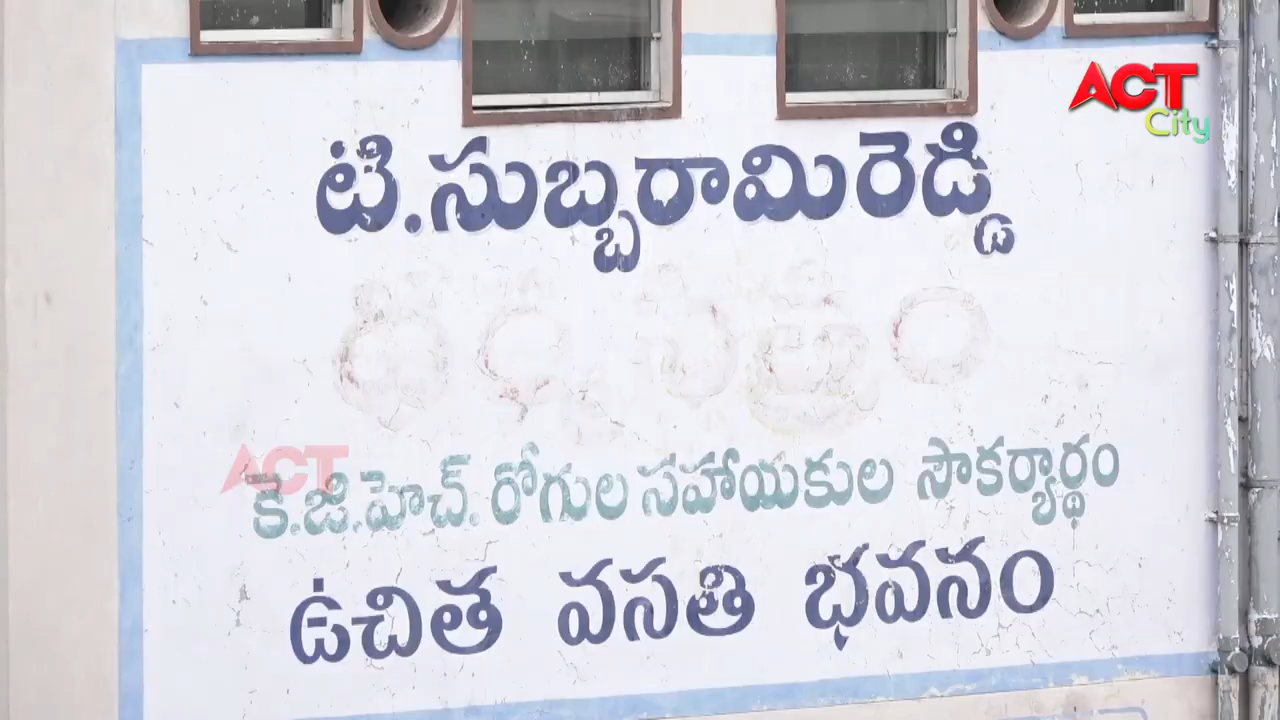 ACT
City
టి.సుబ్బరామిరెడ్డి
ACT
కె.జి.హెచ్. రోగుల సహాయకుల సౌకర్యార్థం
ఉచిత వసతి భవనం